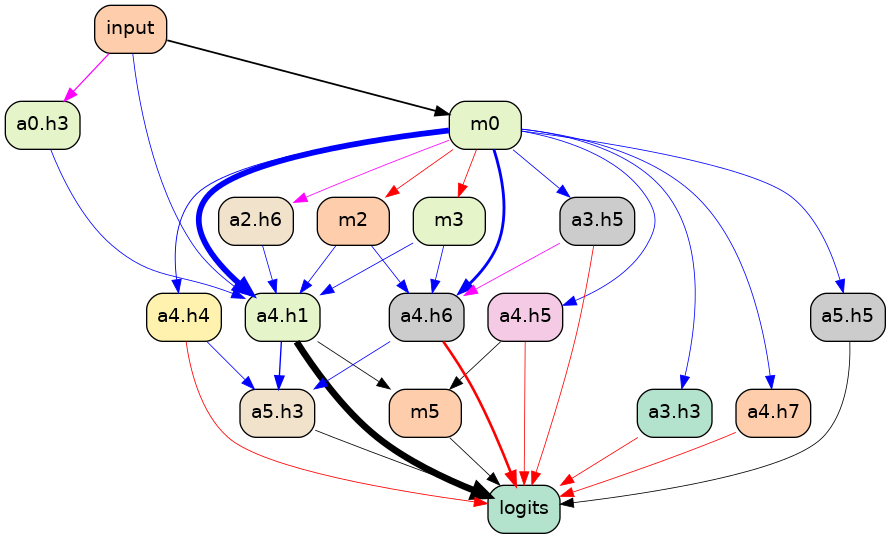 input
a0.h3
m0
a2.h6
m2
m3
a3.h5
a4.h4
a4.h1
a4.h6
a4.h5
a5.h5
a5.h3
m5
a3.h3
a4.h7
logits